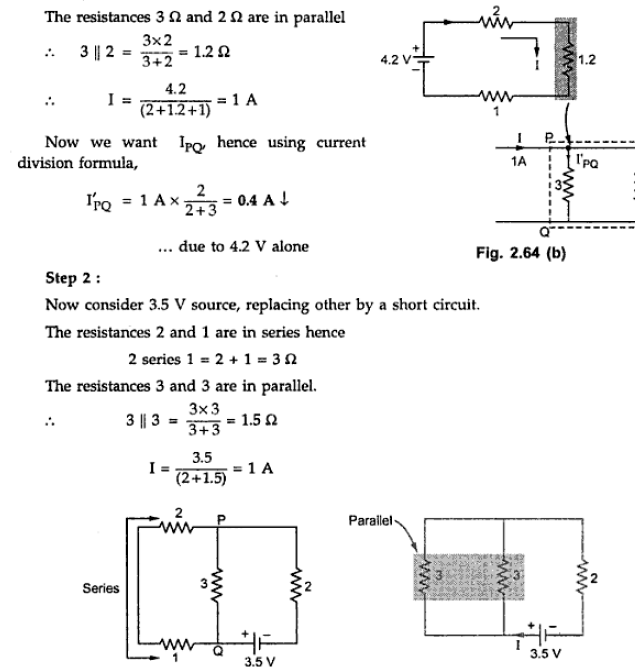 The resistances 3 Ω and 2 Ω are in parallel
∴ 3 || 2 = 3×2 / 3+2 = 1.2 Ω
∴ I = 4.2 / (2+1.2+1) = 1 A
Now we want I_PQ, hence using current
division formula,
I'_PQ = 1 A × 2 / 2+3 = 0.4 A ↓
... due to 4.2 V alone
2
4.2 V
+
−
I
1.2
1
I
P
1A
I'PQ
3
Q
Fig. 2.64 (b)
Step 2 :
Now consider 3.5 V source, replacing other by a short circuit.
The resistances 2 and 1 are in series hence
2 series 1 = 2 + 1 = 3 Ω
The resistances 3 and 3 are in parallel.
∴ 3 || 3 = 3×3 / 3+3 = 1.5 Ω
I = 3.5 / (2+1.5) = 1 A
2
P
Series
3
2
1
Q
+
−
3.5 V
Parallel
3
3
2
I
+
−
3.5 V